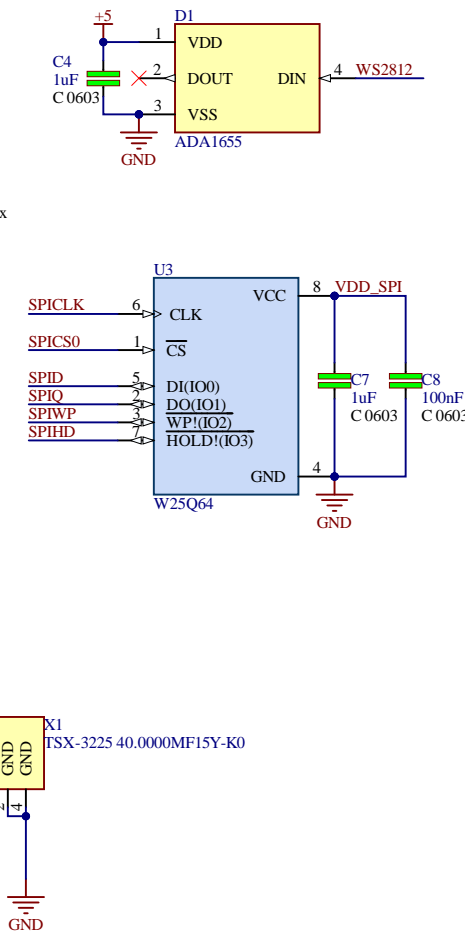 +5
D1
1
VDD
C4
1uF
C 0603
2
DOUT
DIN
4
WS2812
3
VSS
GND
ADA1655
x
U3
SPICLK
6
CLK
VCC
8
VDD_SPI
SPICS0
1
CS
SPID
5
DI(IO0)
SPIQ
2
DO(IO1)
SPIWP
3
WP!(IO2)
SPIHD
7
HOLD!(IO3)
C7
1uF
C 0603
C8
100nF
C 0603
GND
4
W25Q64
GND
X1
TSX-3225 40.0000MF15Y-K0
GND
GND
2
4
GND